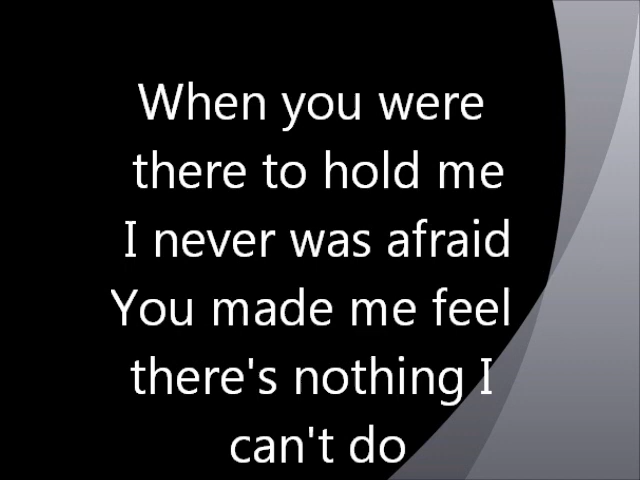 When you were
there to hold me
I never was afraid
You made me feel
there's nothing I
can't do